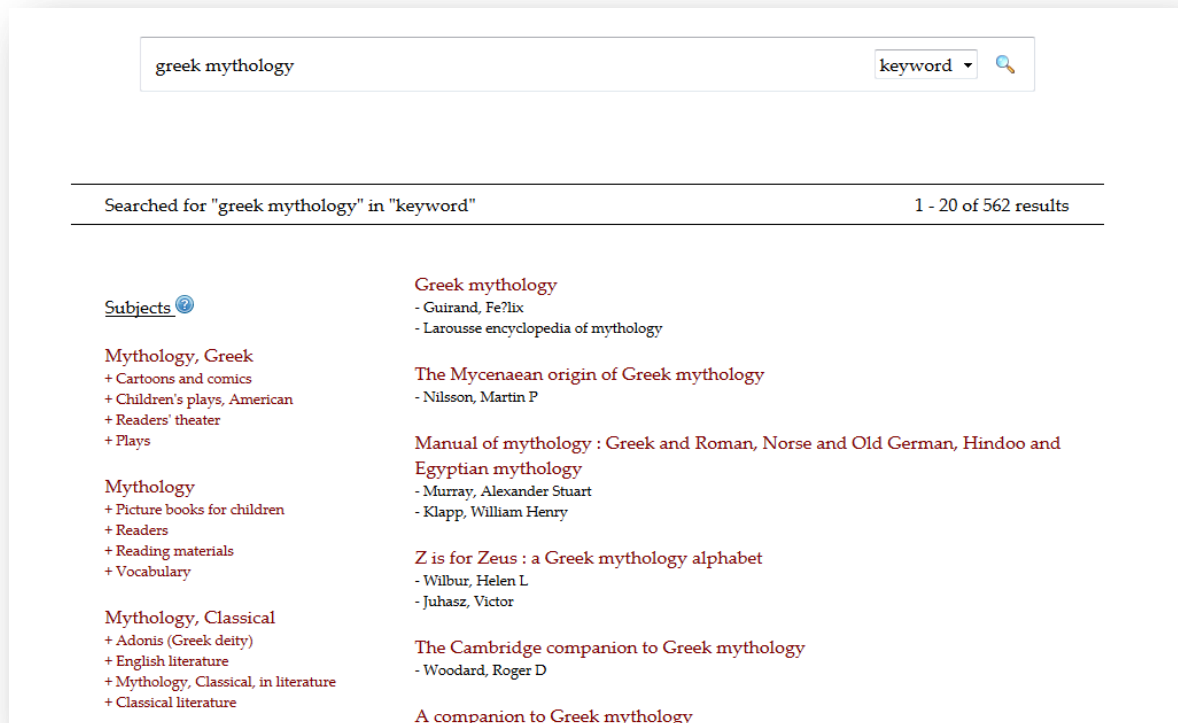 greek mythology
keyword
Searched for "greek mythology" in "keyword"
1 - 20 of 562 results
Subjects
Mythology, Greek
+ Cartoons and comics
+ Children's plays, American
+ Readers' theater
+ Plays
Mythology
+ Picture books for children
+ Readers
+ Reading materials
+ Vocabulary
Mythology, Classical
+ Adonis (Greek deity)
+ English literature
+ Mythology, Classical, in literature
+ Classical literature
Greek mythology
- Guirand, Fe?lix
- Larousse encyclopedia of mythology
The Mycenaean origin of Greek mythology
- Nilsson, Martin P
Manual of mythology : Greek and Roman, Norse and Old German, Hindoo and
Egyptian mythology
- Murray, Alexander Stuart
- Klapp, William Henry
Z is for Zeus : a Greek mythology alphabet
- Wilbur, Helen L
- Juhasz, Victor
The Cambridge companion to Greek mythology
- Woodard, Roger D
A companion to Greek mythology